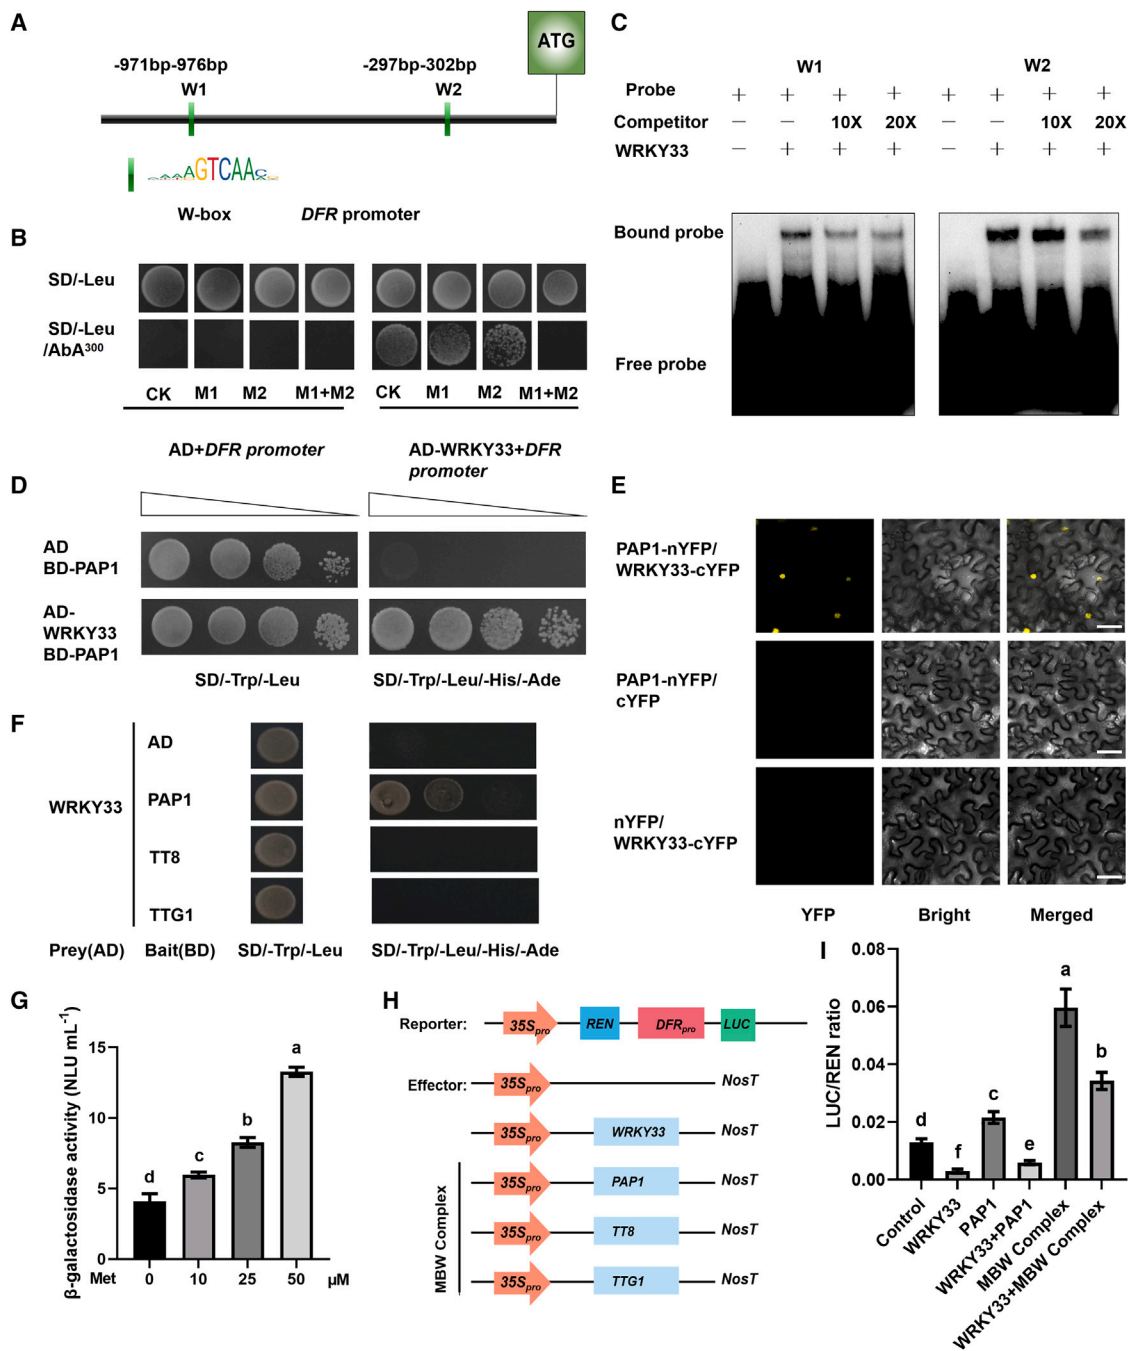 A
ATG
-971bp-976bp
-297bp-302bp
W1
W2
AGTCAA
W-box
DFR promoter
B
SD/-Leu
SD/-Leu
/AbA³⁰⁰
CK M1 M2 M1+M2
CK M1 M2 M1+M2
AD+DFR promoter
AD-WRKY33+DFR
promoter
C
W1
W2
Probe + + + + + + + +
Competitor − − 10X 20X − − 10X 20X
WRKY33 − + + + − + + +
Bound probe
Free probe
D
AD
BD-PAP1
AD-
WRKY33
BD-PAP1
SD/-Trp/-Leu
SD/-Trp/-Leu/-His/-Ade
E
PAP1-nYFP/
WRKY33-cYFP
PAP1-nYFP/
cYFP
nYFP/
WRKY33-cYFP
YFP
Bright
Merged
F
WRKY33
AD
PAP1
TT8
TTG1
Prey(AD)
Bait(BD)
SD/-Trp/-Leu
SD/-Trp/-Leu/-His/-Ade
G
β-galactosidase activity (NLU mL⁻¹)
15
10
5
0
d
c
b
a
Met 0 10 25 50 μM
H
Reporter: 35Spro REN DFRpro LUC
Effector: 35Spro NosT
35Spro WRKY33 NosT
MBW Complex
35Spro PAP1 NosT
35Spro TT8 NosT
35Spro TTG1 NosT
I
LUC/REN ratio
0.08
0.06
0.04
0.02
0.00
d
f
c
e
a
b
Control
WRKY33
PAP1
WRKY33+PAP1
MBW Complex
WRKY33+MBW Complex